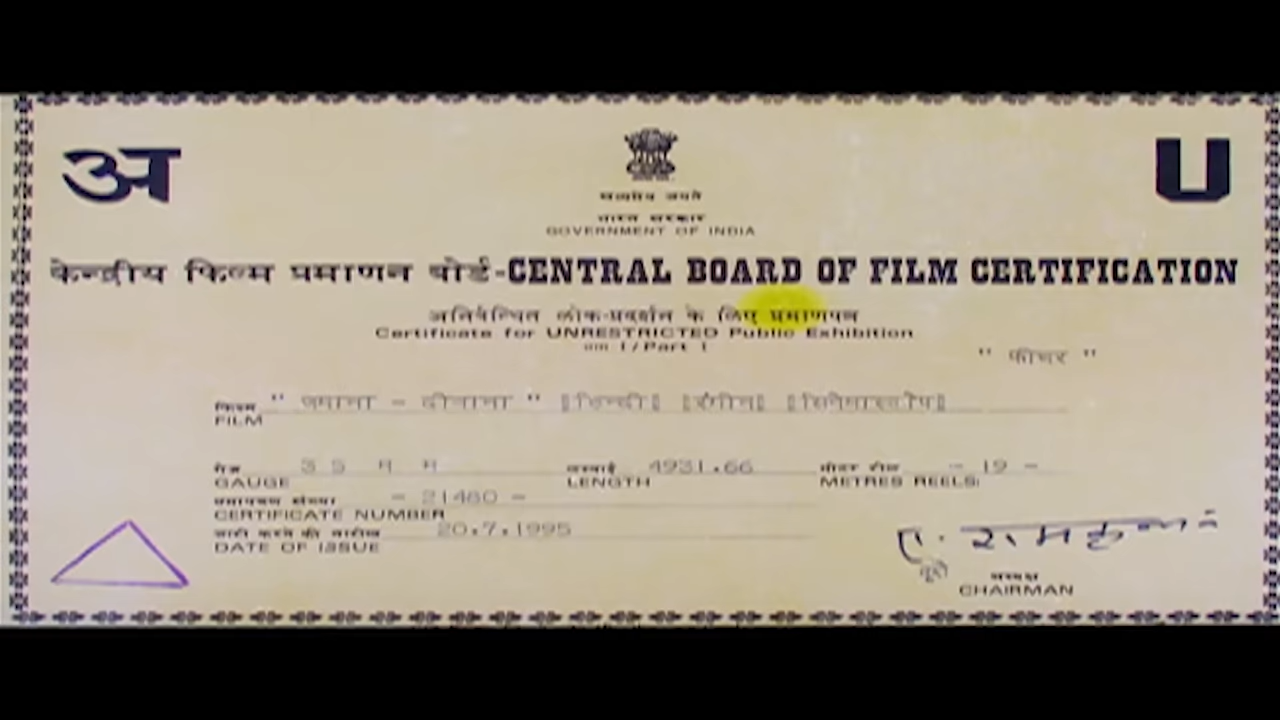 अ
U
सत्यमेव जयते
भारत सरकार
GOVERNMENT OF INDIA
केन्द्रीय फिल्म प्रमाणन बोर्ड-CENTRAL BOARD OF FILM CERTIFICATION
अनिर्बन्धित लोक-प्रदर्शन के लिए प्रमाणपत्र
Certificate for UNRESTRICTED Public Exhibition
भाग I/Part I
" फीचर "
फिल्म " जमाना - दीवाना " [हिन्दी] [रंगीन] [सिनेमास्कोप]
FILM
गेज 35 म म लम्बाई 4931.66 मीटर रील - 19 -
GAUGE LENGTH METRES REELS
प्रमाणपत्र संख्या - 21480 -
CERTIFICATE NUMBER
जारी करने की तारीख 20.7.1995
DATE OF ISSUE
अध्यक्ष
CHAIRMAN